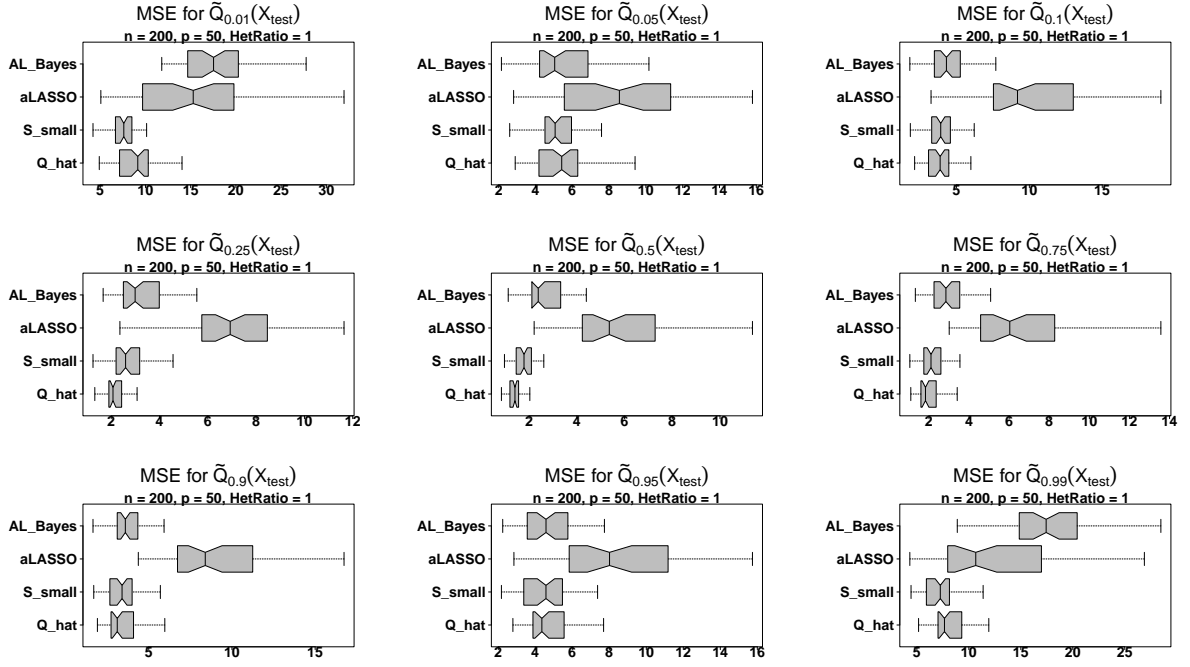 MSE for Q̃0.01(Xtest)
n = 200, p = 50, HetRatio = 1
AL_Bayes
aLASSO
S_small
Q_hat
5 10 15 20 25 30
MSE for Q̃0.05(Xtest)
n = 200, p = 50, HetRatio = 1
AL_Bayes
aLASSO
S_small
Q_hat
2 4 6 8 10 12 14 16
MSE for Q̃0.1(Xtest)
n = 200, p = 50, HetRatio = 1
AL_Bayes
aLASSO
S_small
Q_hat
5 10 15
MSE for Q̃0.25(Xtest)
n = 200, p = 50, HetRatio = 1
AL_Bayes
aLASSO
S_small
Q_hat
2 4 6 8 10 12
MSE for Q̃0.5(Xtest)
n = 200, p = 50, HetRatio = 1
AL_Bayes
aLASSO
S_small
Q_hat
2 4 6 8 10
MSE for Q̃0.75(Xtest)
n = 200, p = 50, HetRatio = 1
AL_Bayes
aLASSO
S_small
Q_hat
2 4 6 8 10 12 14
MSE for Q̃0.9(Xtest)
n = 200, p = 50, HetRatio = 1
AL_Bayes
aLASSO
S_small
Q_hat
5 10 15
MSE for Q̃0.95(Xtest)
n = 200, p = 50, HetRatio = 1
AL_Bayes
aLASSO
S_small
Q_hat
2 4 6 8 10 12 14 16
MSE for Q̃0.99(Xtest)
n = 200, p = 50, HetRatio = 1
AL_Bayes
aLASSO
S_small
Q_hat
5 10 15 20 25